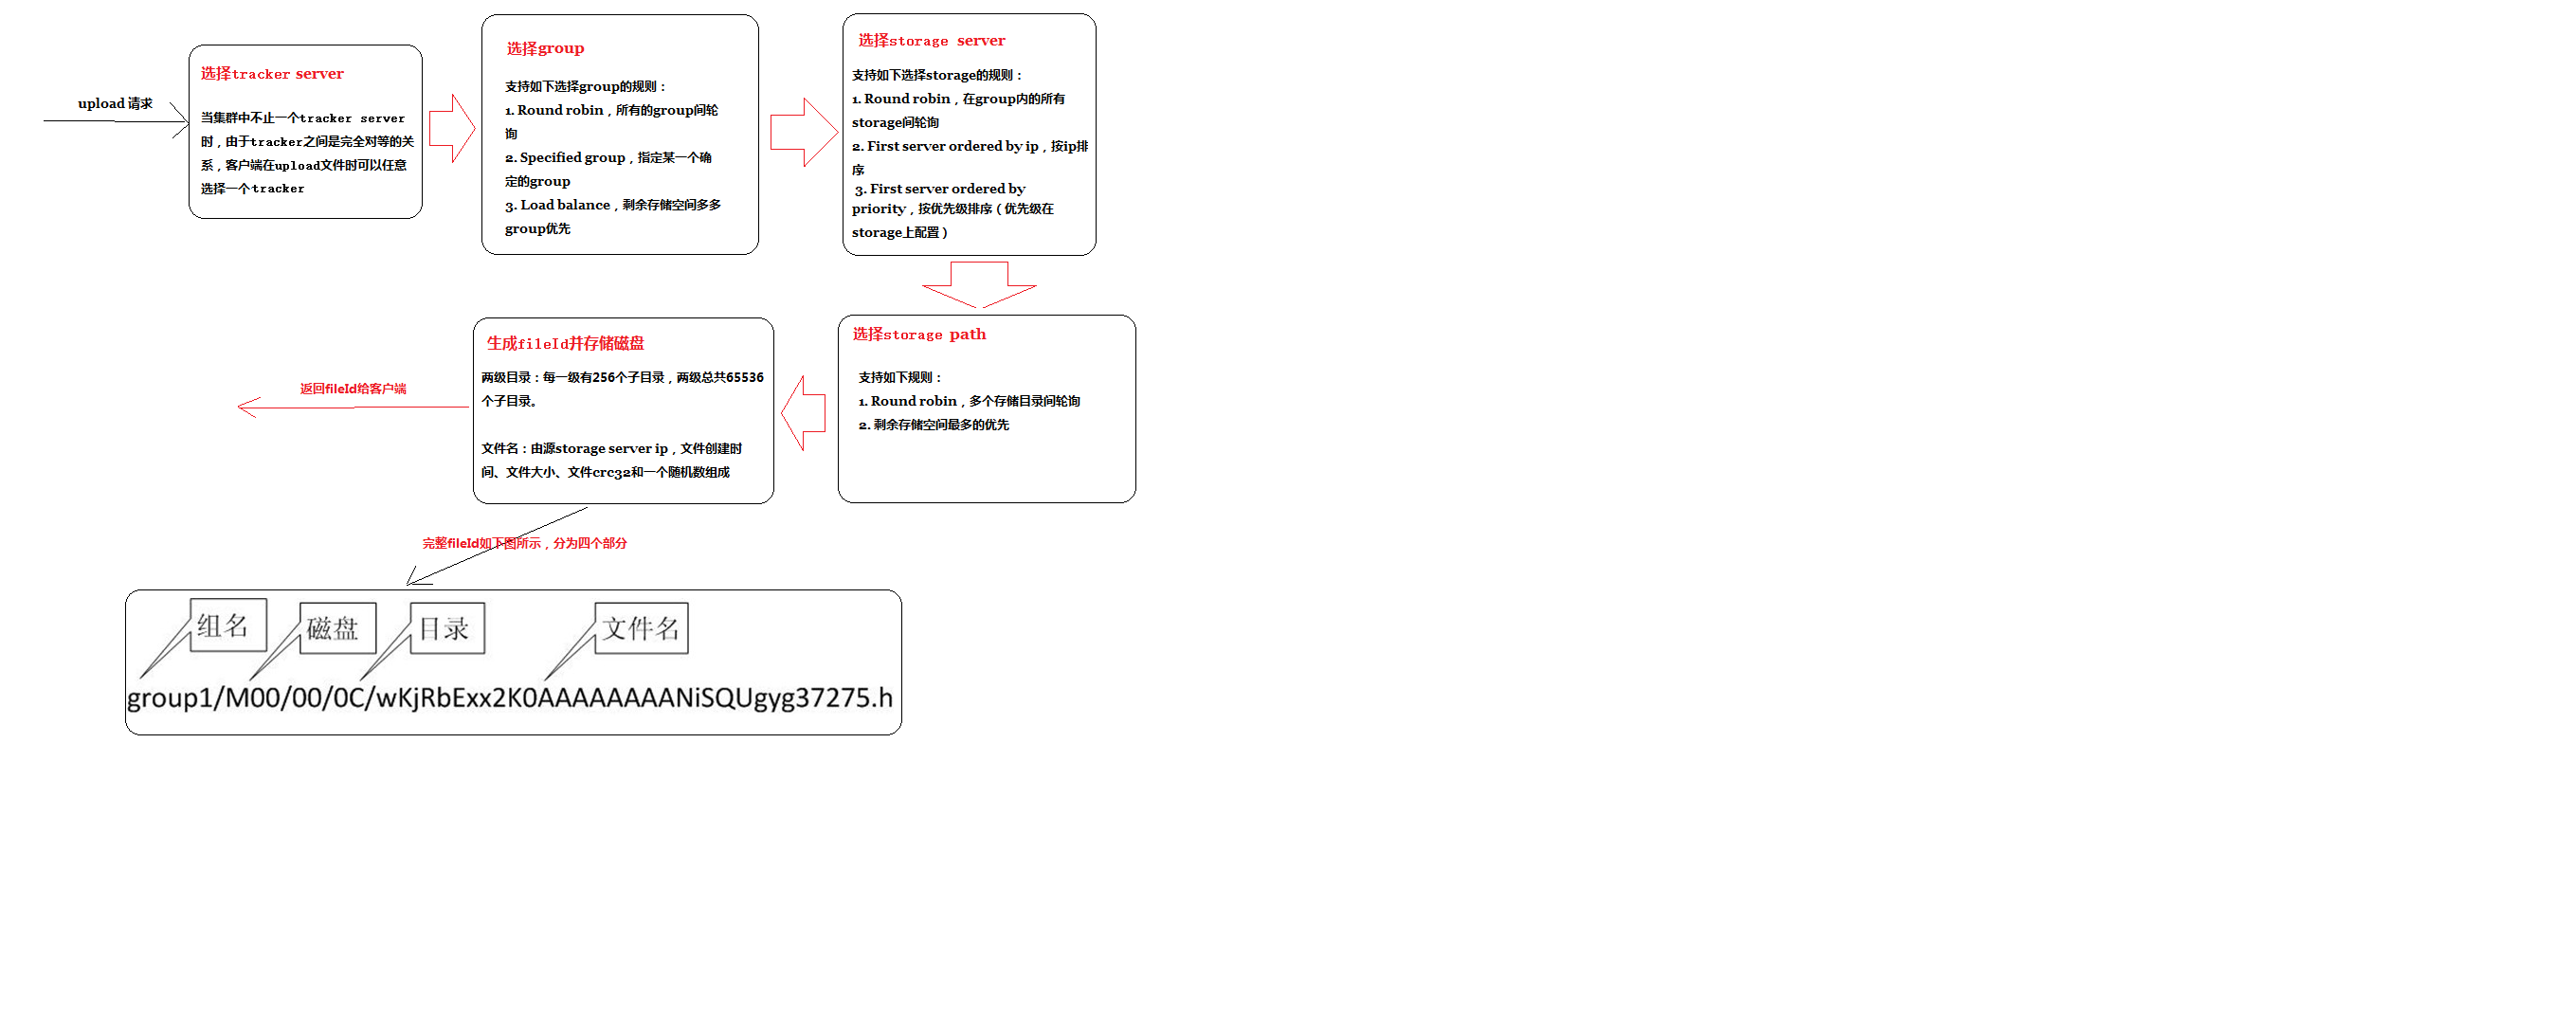 upload 请求
选择tracker server
当集群中不止一个tracker server
时，由于tracker之间是完全对等的关
系，客户端在upload文件时可以任意
选择一个tracker
选择group
支持如下选择group的规则：
1. Round robin，所有的group间轮
询
2. Specified group，指定某一个确
定的group
3. Load balance，剩余存储空间多多
group优先
选择storage server
支持如下选择storage的规则：
1. Round robin，在group内的所有
storage间轮询
2. First server ordered by ip，按ip排
序
3. First server ordered by
priority，按优先级排序（优先级在
storage上配置）
选择storage path
支持如下规则：
1. Round robin，多个存储目录间轮询
2. 剩余存储空间最多的优先
生成fileId并存储磁盘
两级目录：每一级有256个子目录，两级总共65536
个子目录。
文件名：由源storage server ip，文件创建时
间、文件大小、文件crc32和一个随机数组成
返回fileId给客户端
完整fileId如下图所示，分为四个部分
组名
磁盘
目录
文件名
group1/M00/00/0C/wKjRbExx2K0AAAAAAAANiSQUgyg37275.h